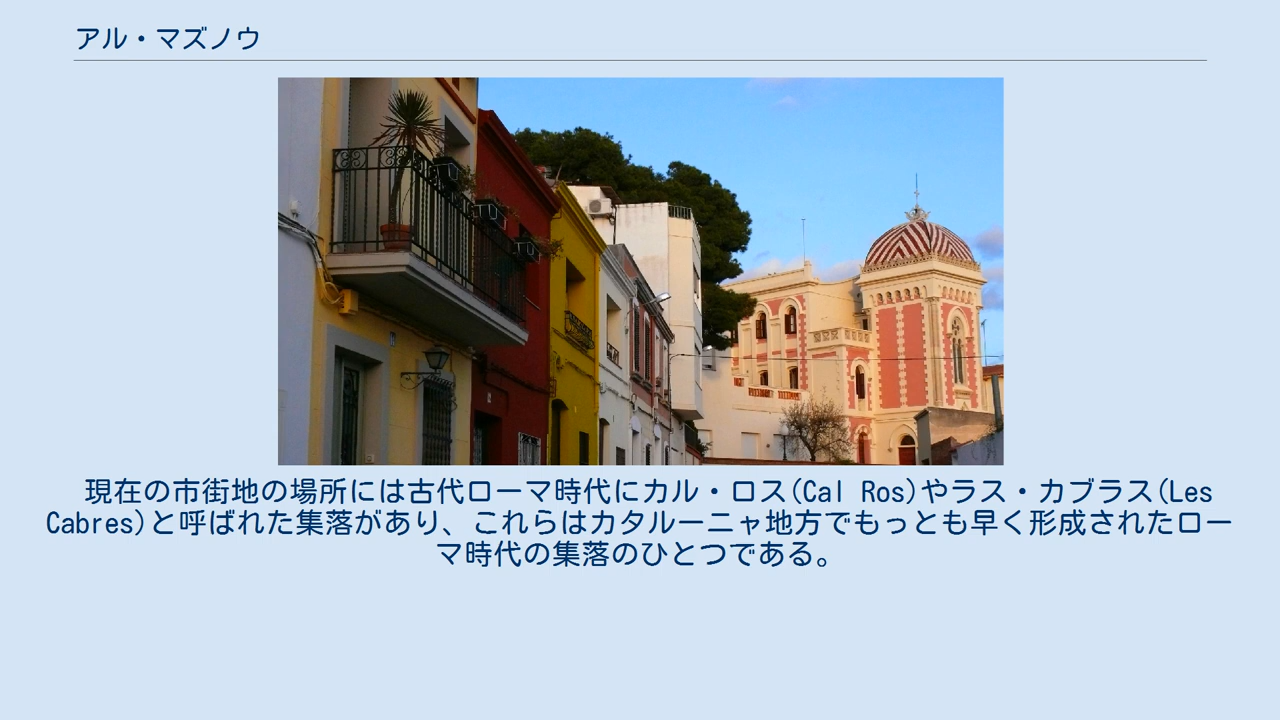 アル・マズノウ
現在の市街地の場所には古代ローマ時代にカル・ロス(Cal Ros)やラス・カブラス(Les
Cabres)と呼ばれた集落があり、これらはカタルーニャ地方でもっとも早く形成されたロー
マ時代の集落のひとつである。